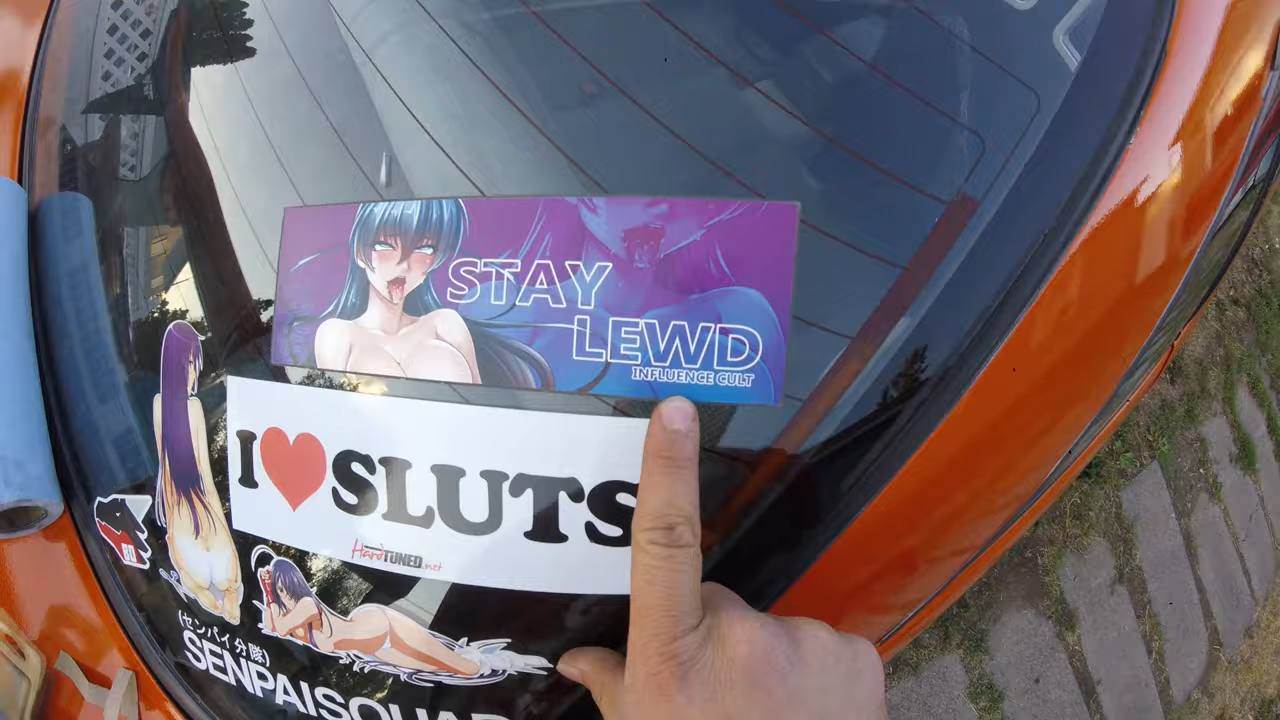 STAY
LEWD
INFLUENCE CULT
I ❤ SLUTS
HardTUNED.net
(センパイ分隊)
SENPAISQUAD